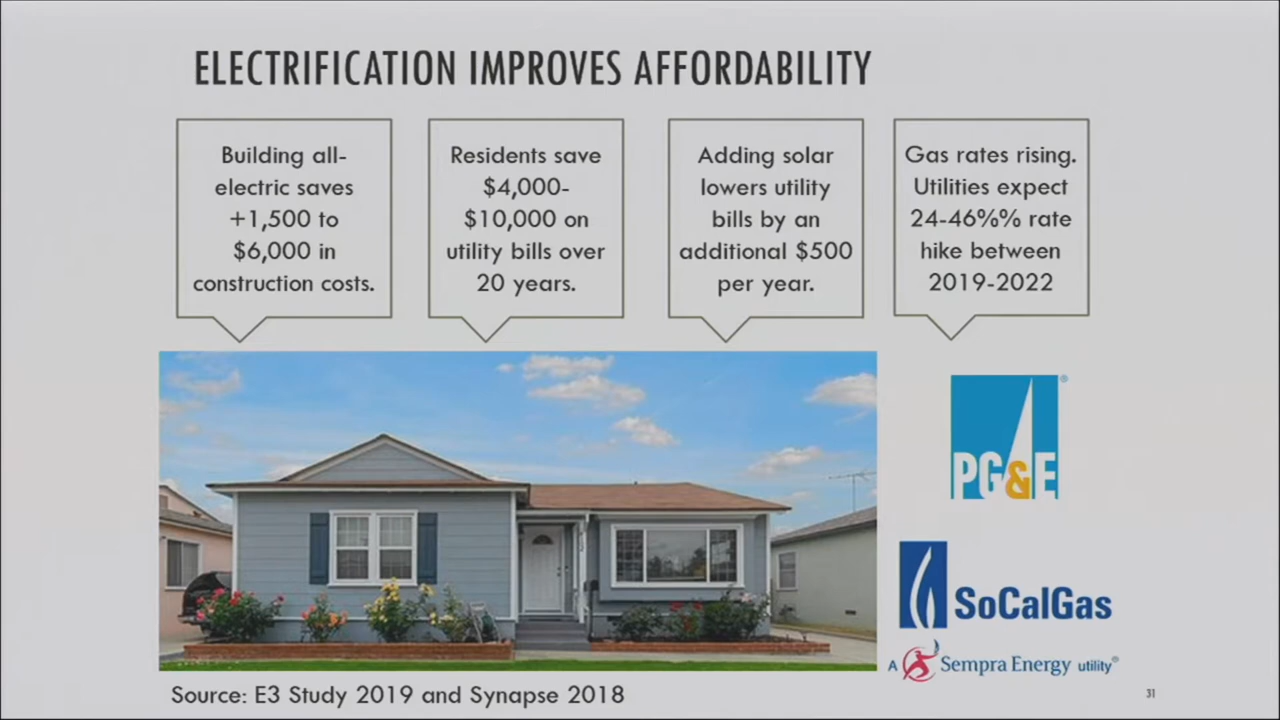 ELECTRIFICATION IMPROVES AFFORDABILITY
Building all-
electric saves
+1,500 to
$6,000 in
construction costs.
Residents save
$4,000-
$10,000 on
utility bills over
20 years.
Adding solar
lowers utility
bills by an
additional $500
per year.
Gas rates rising.
Utilities expect
24-46%% rate
hike between
2019-2022
PG&E®
SoCalGas
A Sempra Energy utility®
Source: E3 Study 2019 and Synapse 2018
31